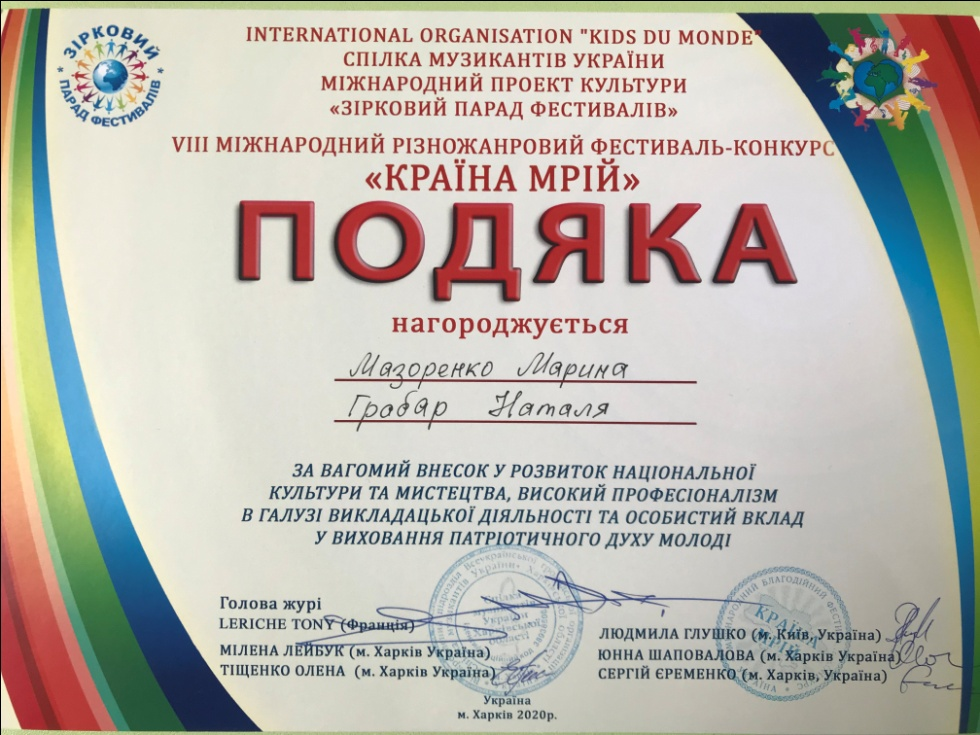 ЗІРКОВИЙ
ПАРАД ФЕСТИВАЛІВ
INTERNATIONAL ORGANISATION "KIDS DU MONDE"
СПІЛКА МУЗИКАНТІВ УКРАЇНИ
МІЖНАРОДНИЙ ПРОЕКТ КУЛЬТУРИ
«ЗІРКОВИЙ ПАРАД ФЕСТИВАЛІВ»
VIII МІЖНАРОДНИЙ РІЗНОЖАНРОВИЙ ФЕСТИВАЛЬ-КОНКУРС
«КРАЇНА МРІЙ»
ПОДЯКА
нагороджується
Мазоренко Марина
Грабар Наталя
ЗА ВАГОМИЙ ВНЕСОК У РОЗВИТОК НАЦІОНАЛЬНОЇ
КУЛЬТУРИ ТА МИСТЕЦТВА, ВИСОКИЙ ПРОФЕСІОНАЛІЗМ
В ГАЛУЗІ ВИКЛАДАЦЬКОЇ ДІЯЛЬНОСТІ ТА ОСОБИСТИЙ ВКЛАД
У ВИХОВАННЯ ПАТРІОТИЧНОГО ДУХУ МОЛОДІ
Голова журі
LERICHE TONY (Франція)
МІЛЕНА ЛЕЙБУК (м. Харків Україна)
ТІЩЕНКО ОЛЕНА (м. Харків Україна)
ЛЮДМИЛА ГЛУШКО (м. Київ, Україна)
ЮННА ШАПОВАЛОВА (м. Харків Україна)
СЕРГІЙ ЄРЕМЕНКО (м. Харків, Україна)
КРАЇНА
МРІЙ
Україна
м. Харків 2020р.